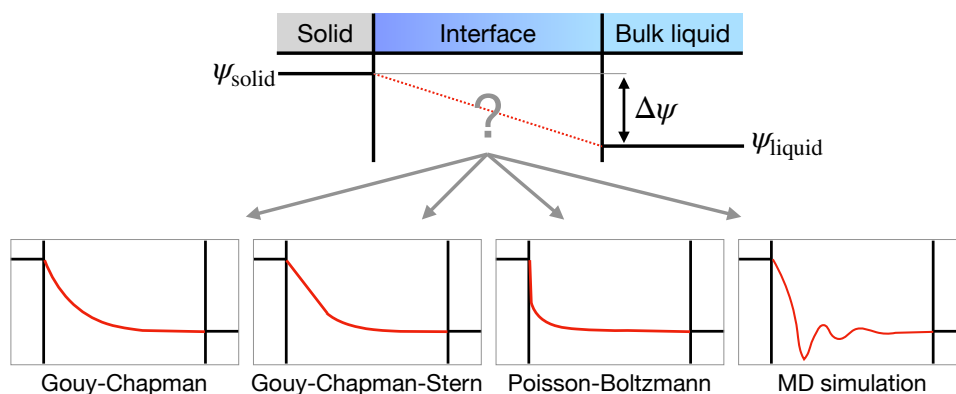 Solid Interface Bulk liquid
ψsolid
?
Δψ
ψliquid
Gouy-Chapman Gouy-Chapman-Stern Poisson-Boltzmann MD simulation